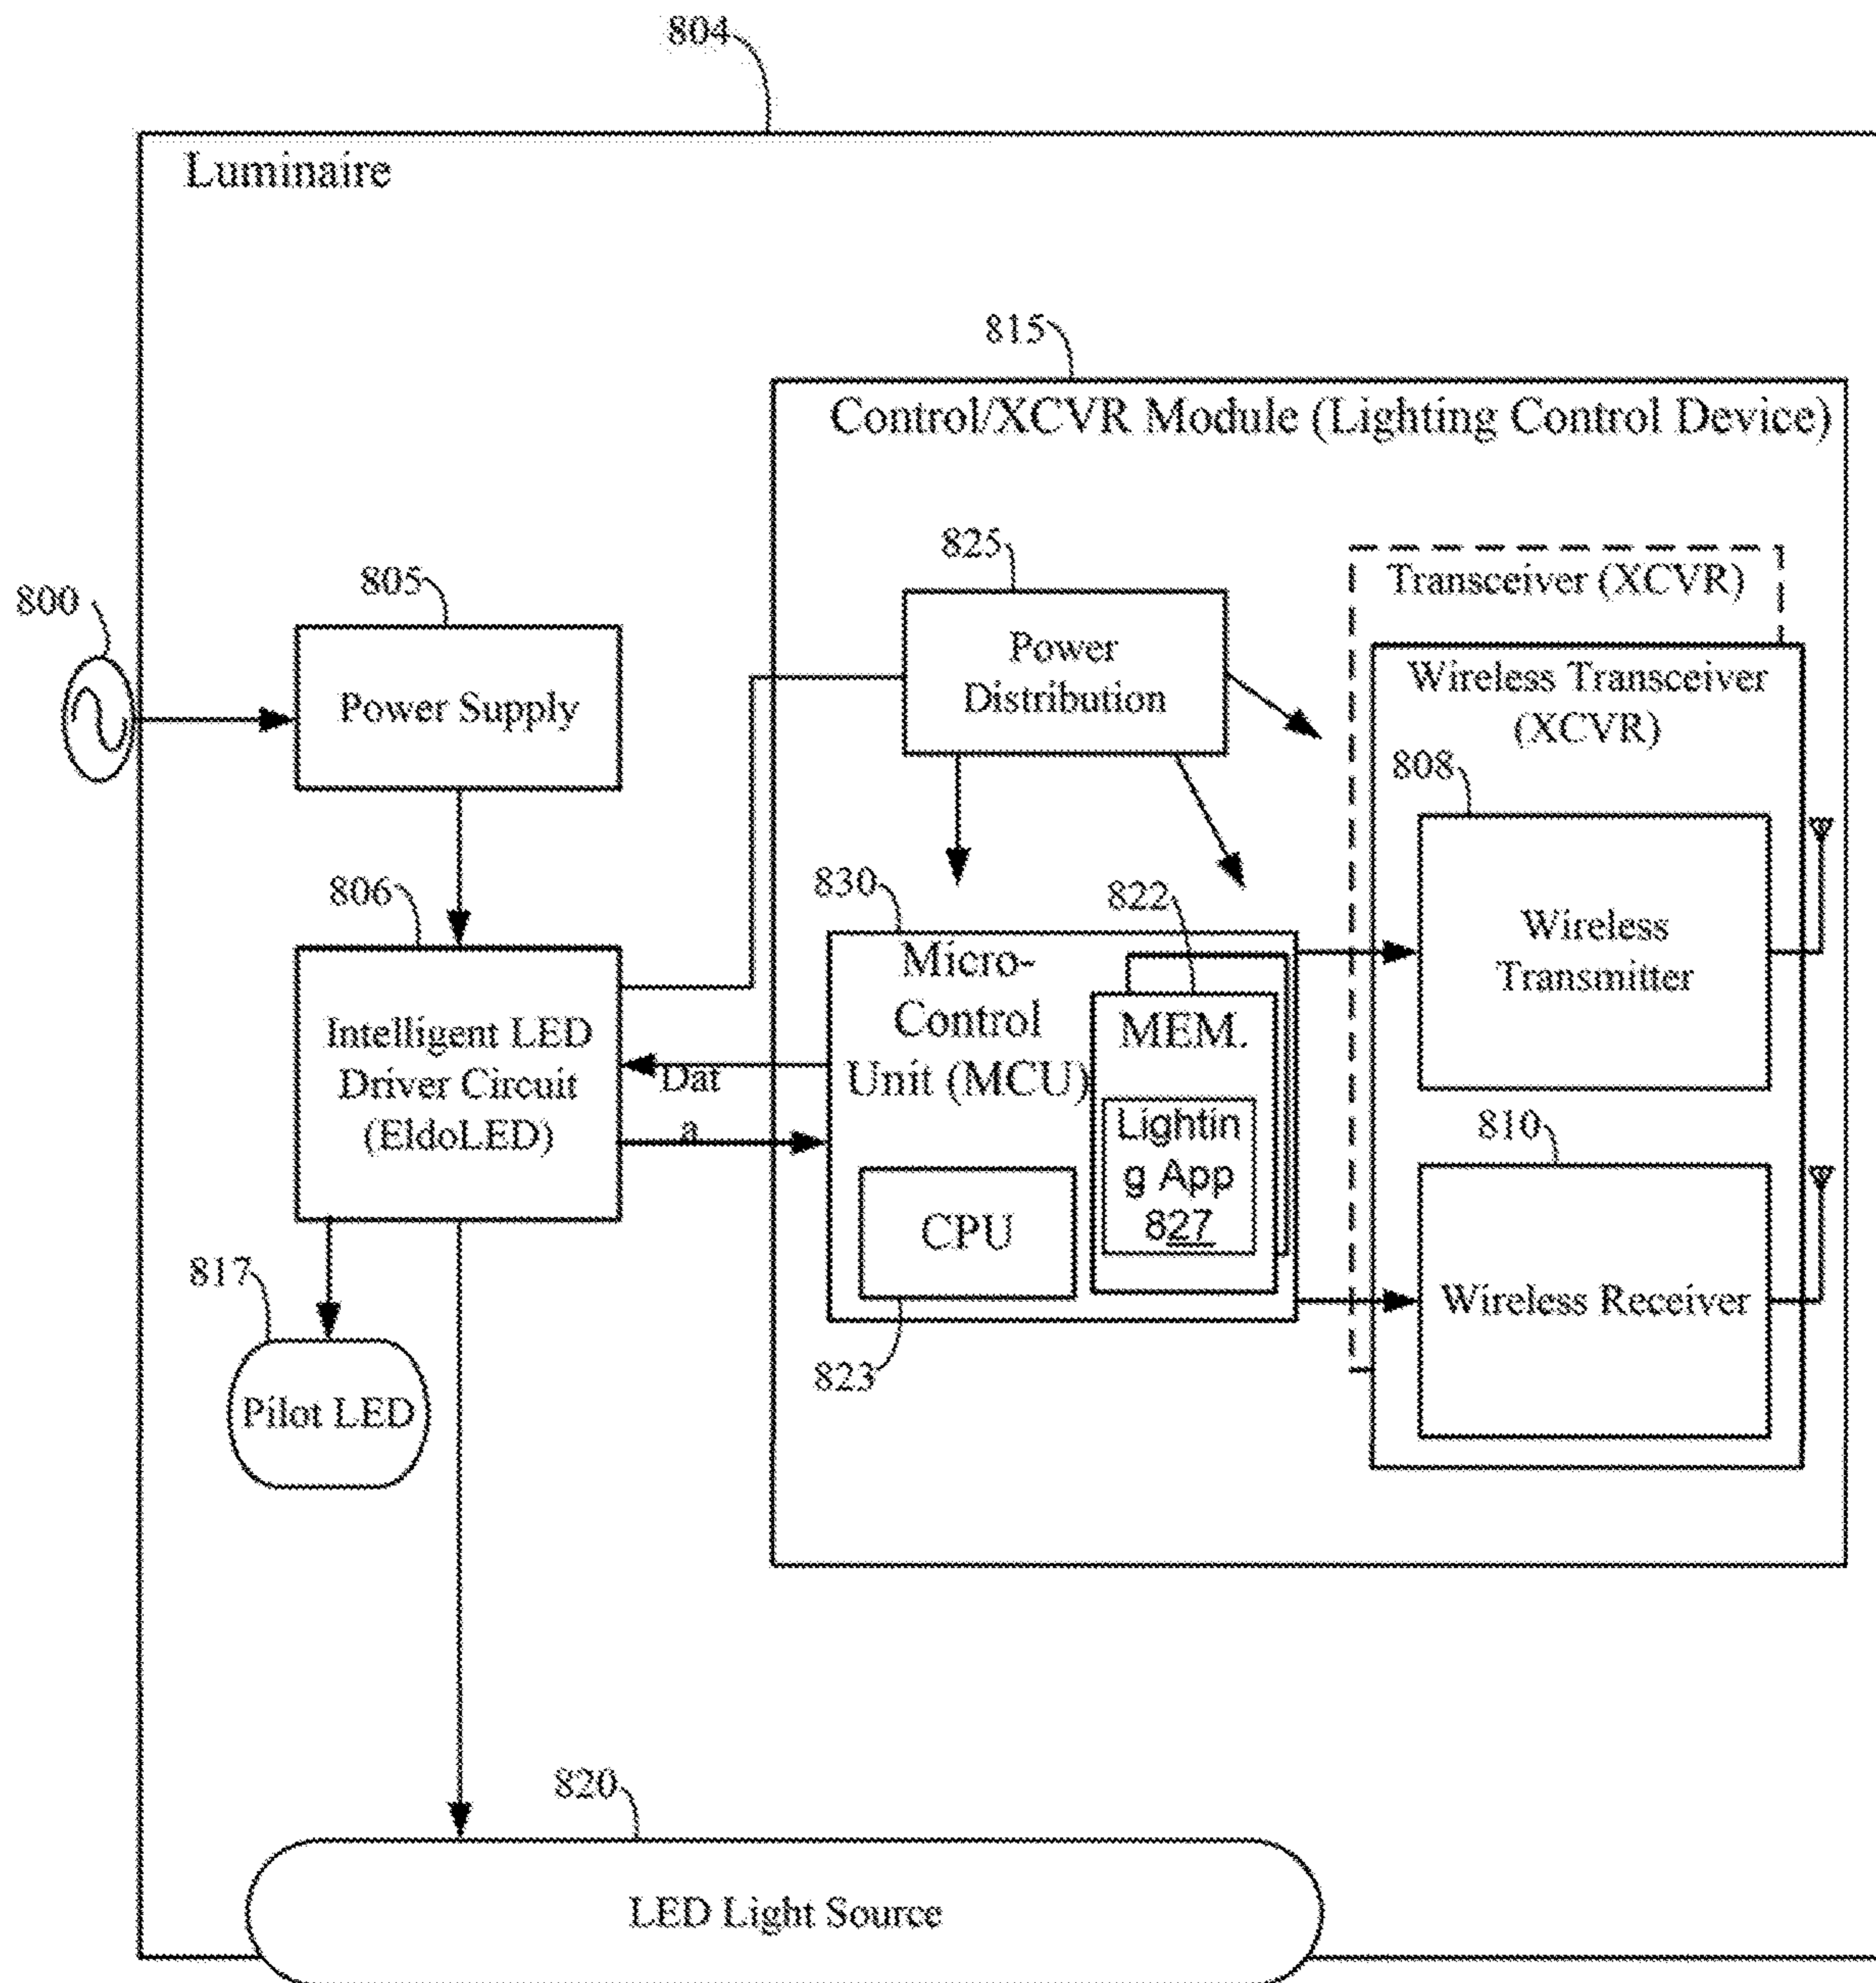 804
Luminaire
815
Control/XCVR Module (Lighting Control Device)
825
Power
Distribution
Transceiver (XCVR)
Wireless Transceiver
(XCVR)
800
805
Power Supply
808
Wireless
Transmitter
806
Intelligent LED
Driver Circuit
(EldoLED)
Dat
a
830
Micro-
Control
Unit (MCU)
822
MEM.
Lightin
g App
827
CPU
823
810
Wireless Receiver
817
Pilot LED
820
LED Light Source